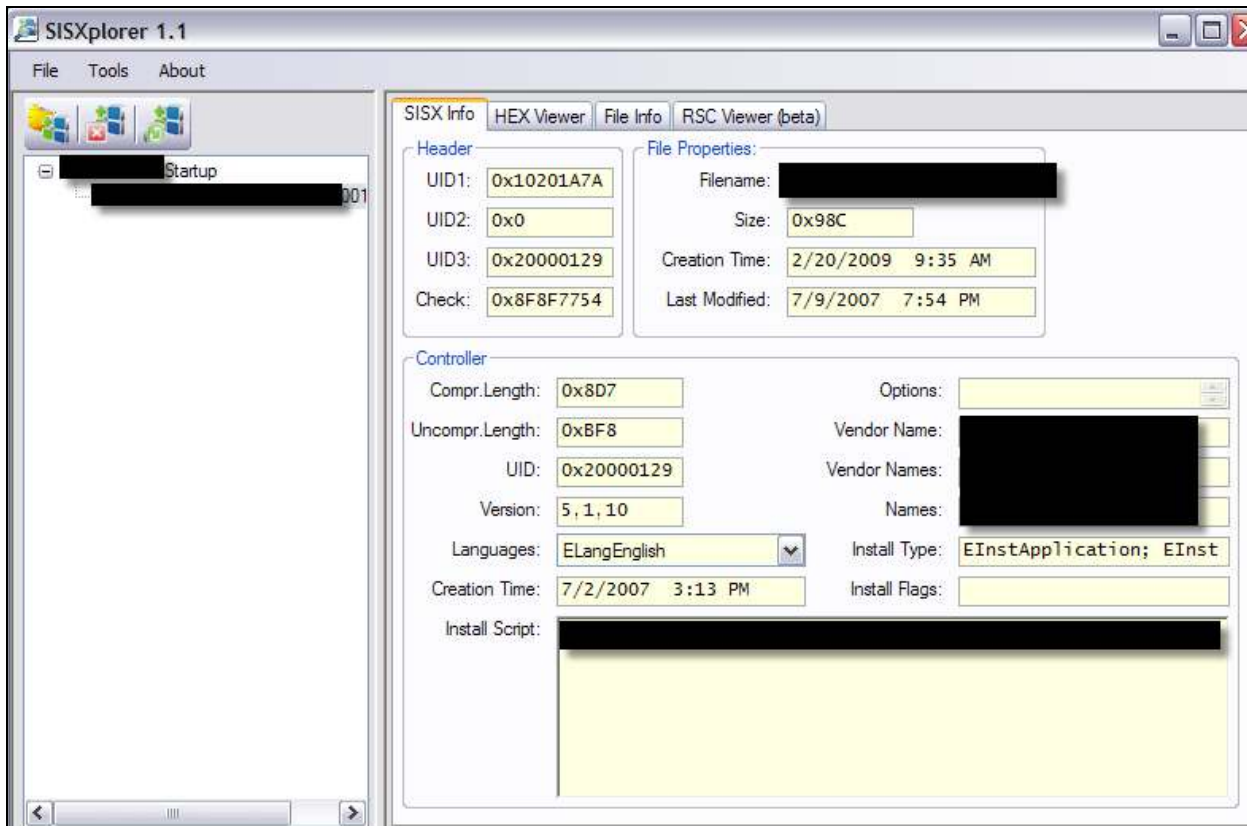 SISXplorer 1.1
File Tools About
Startup
001
SISX Info HEX Viewer File Info RSC Viewer (beta)
Header
UID1: 0x10201A7A
UID2: 0x0
UID3: 0x20000129
Check: 0x8F8F7754
File Properties:
Filename:
Size: 0x98C
Creation Time: 2/20/2009 9:35 AM
Last Modified: 7/9/2007 7:54 PM
Controller
Compr.Length: 0x8D7
Uncompr.Length: 0xBF8
UID: 0x20000129
Version: 5,1,10
Languages: ELangEnglish
Creation Time: 7/2/2007 3:13 PM
Options:
Vendor Name:
Vendor Names:
Names:
Install Type: EInstApplication; EInst
Install Flags:
Install Script: